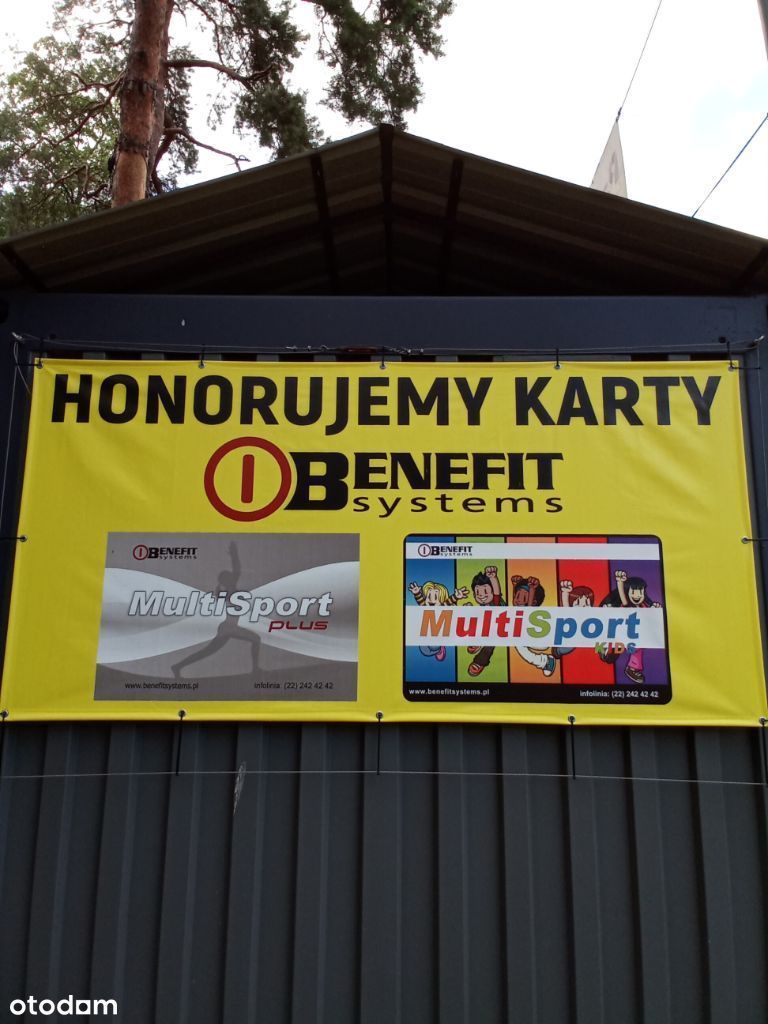 HONORUJEMY KARTY
BENEFIT
systems
BENEFIT
systems
MultiSport
PLUS
www.benefitsystems.pl infolinia: (22) 242 42 42
BENEFIT
systems
MultiSport
KIDS
www.benefitsystems.pl infolinia: (22) 242 42 42
otodom